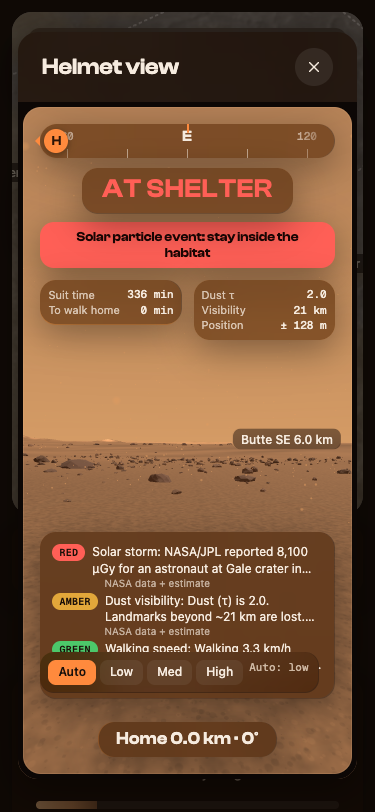 Helmet view
H
E
120
AT SHELTER
Solar particle event: stay inside the
habitat
Suit time 336 min
To walk home 0 min
Dust τ 2.0
Visibility 21 km
Position ± 128 m
Butte SE 6.0 km
RED Solar storm: NASA/JPL reported 8,100
µGy for an astronaut at Gale crater in...
NASA data + estimate
AMBER Dust visibility: Dust (τ) is 2.0.
Landmarks beyond ~21 km are lost....
NASA data + estimate
GREEN Walking speed: Walking 3.3 km/h
Auto Low Med High Auto: low ·
Home 0.0 km · 0°